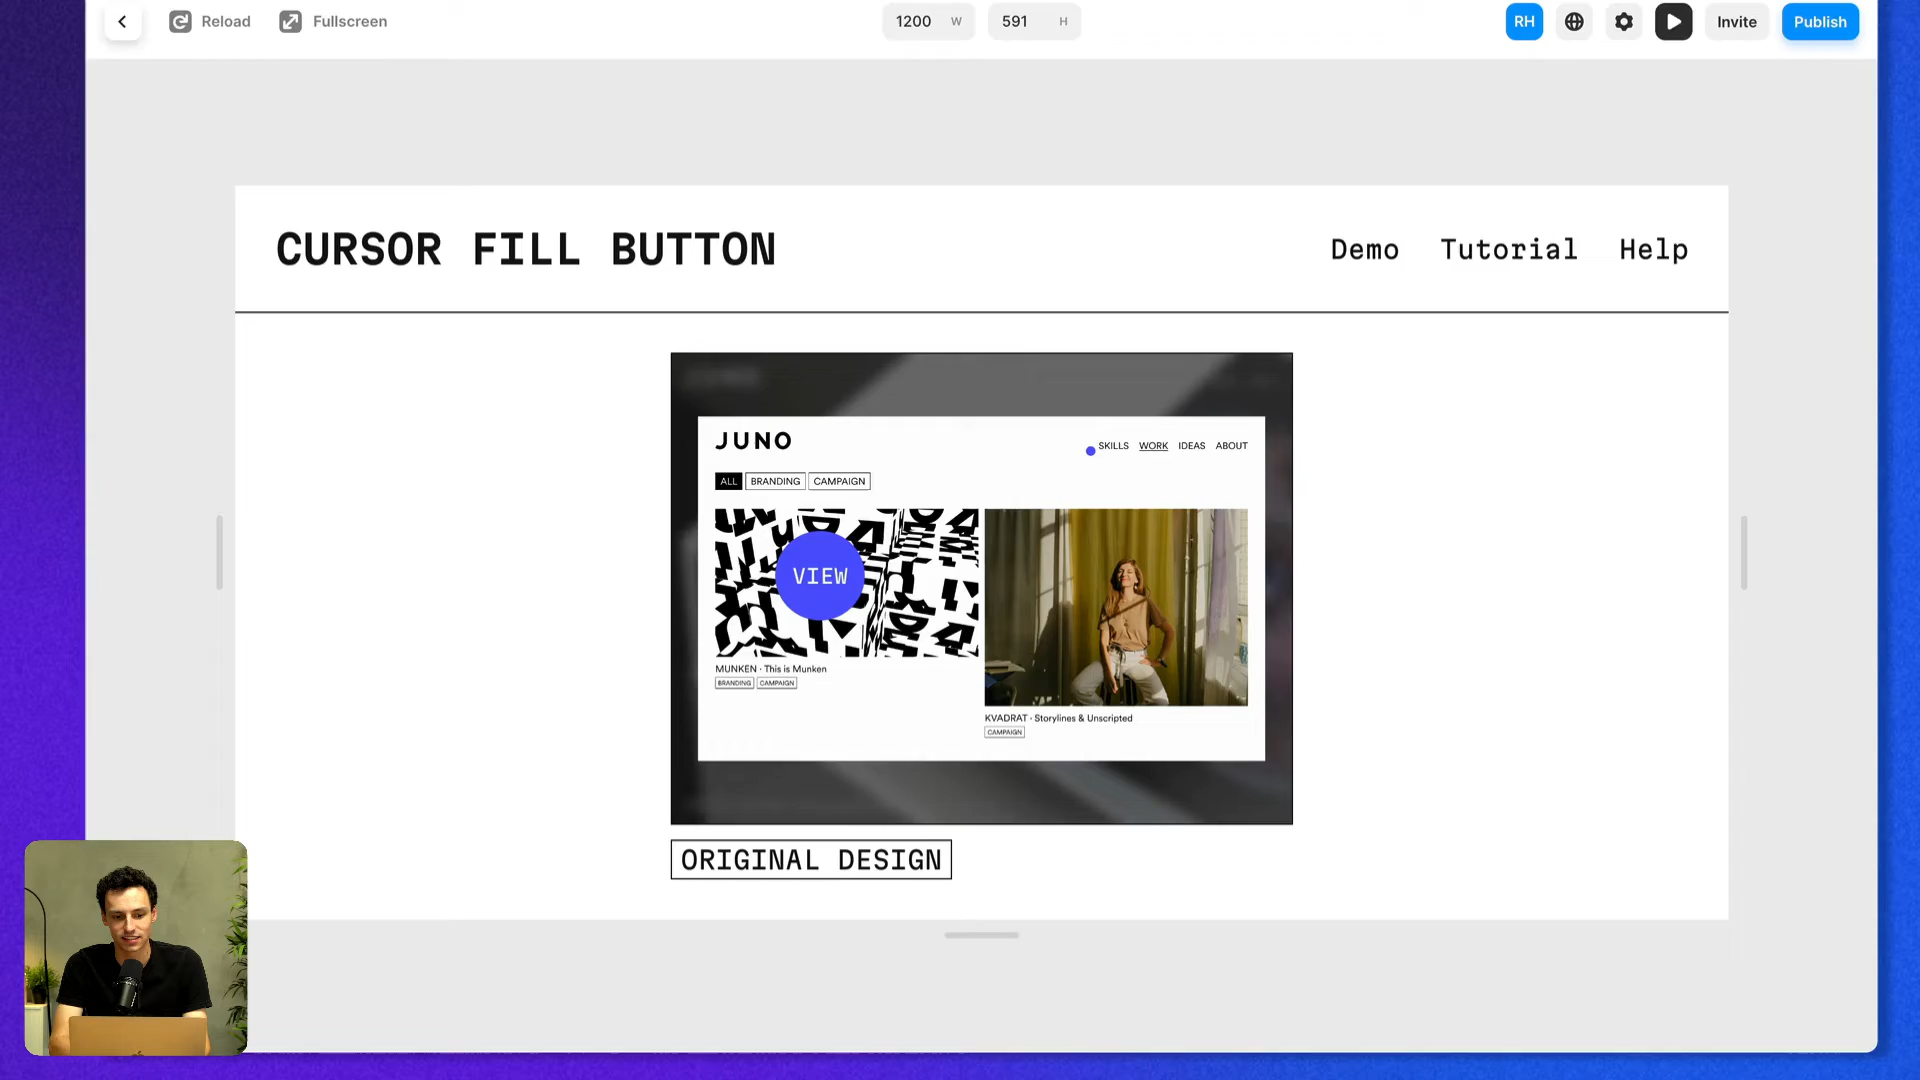 Reload
Fullscreen
1200 W
591 H
RH
Invite
Publish
CURSOR FILL BUTTON
Demo
Tutorial
Help
JUNO
SKILLS
WORK
IDEAS
ABOUT
ALL
BRANDING
CAMPAIGN
VIEW
MUNKEN · This is Munken
BRANDING
CAMPAIGN
KVADRAT · Storylines & Unscripted
CAMPAIGN
ORIGINAL DESIGN